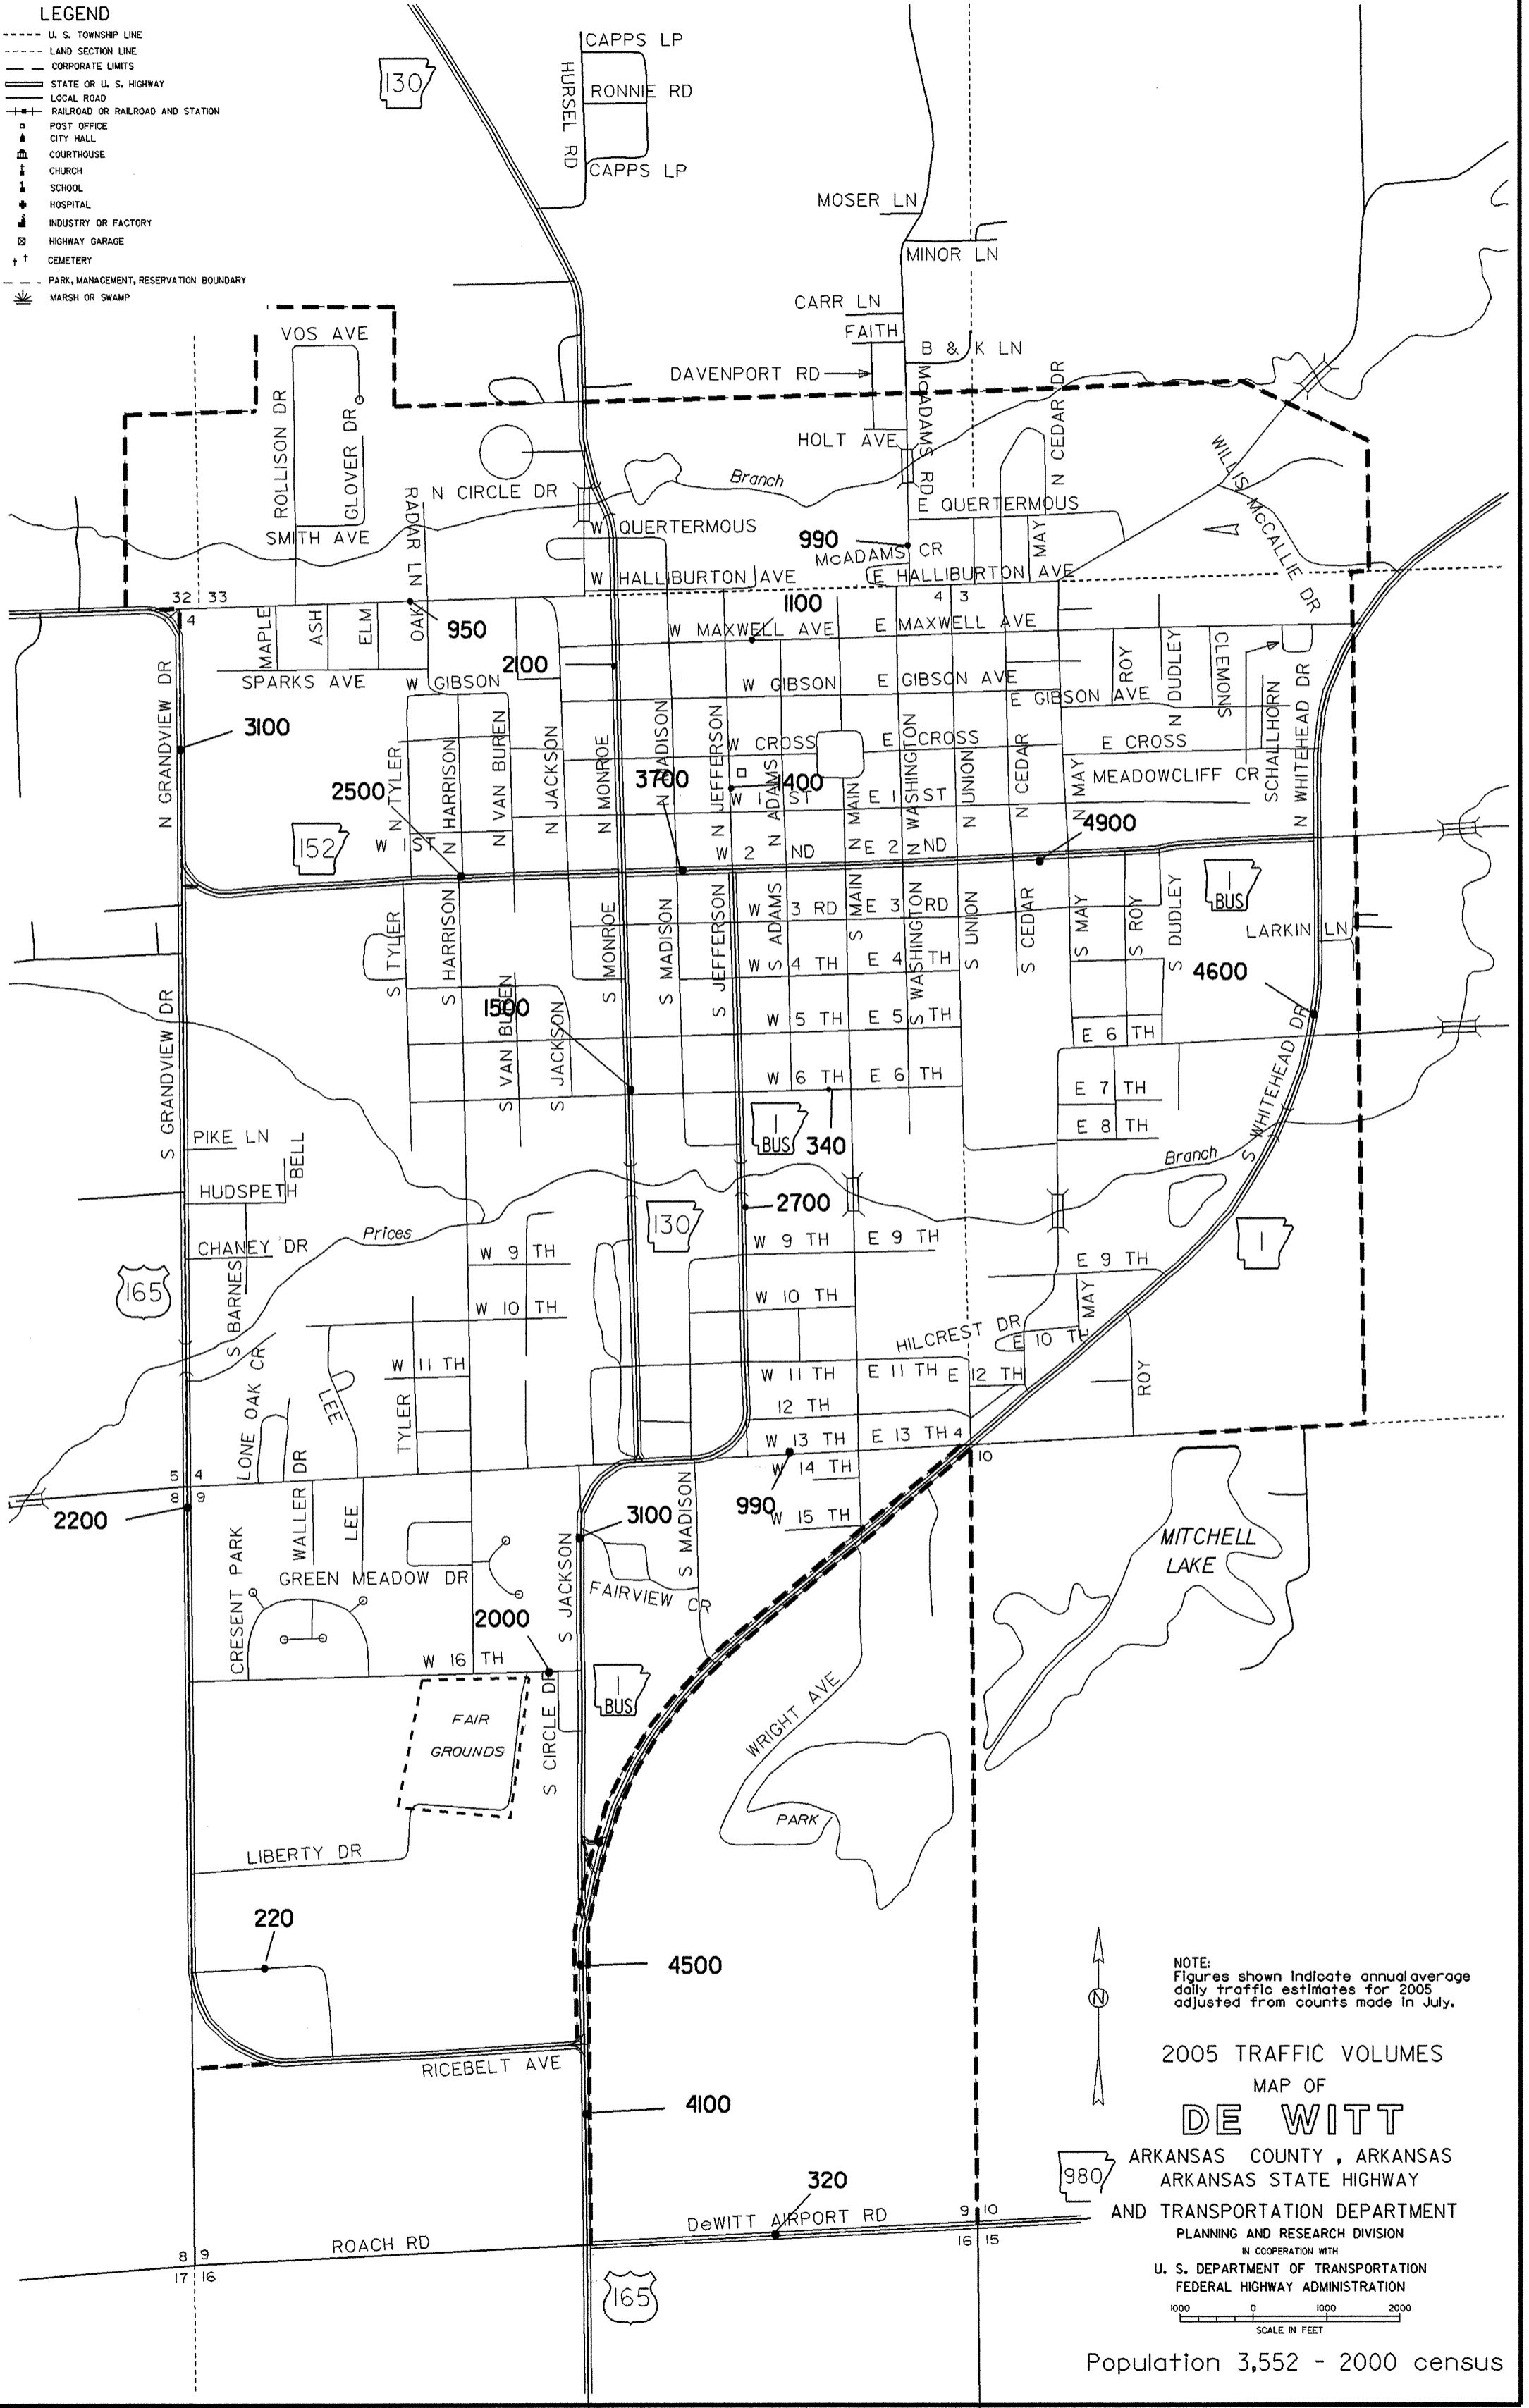 LEGEND
U. S. TOWNSHIP LINE
LAND SECTION LINE
CORPORATE LIMITS
STATE OR U. S. HIGHWAY
LOCAL ROAD
RAILROAD OR RAILROAD AND STATION
POST OFFICE
CITY HALL
COURTHOUSE
CHURCH
SCHOOL
HOSPITAL
INDUSTRY OR FACTORY
HIGHWAY GARAGE
CEMETERY
PARK, MANAGEMENT, RESERVATION BOUNDARY
MARSH OR SWAMP
130
CAPPS LP
HURSEL RD
RONNIE RD
CAPPS LP
MOSER LN
MINOR LN
CARR LN
FAITH
B & K LN
DAVENPORT RD
McADAMS RD
N CEDAR DR
HOLT AVE
VOS AVE
ROLLISON DR
GLOVER DR
SMITH AVE
RADAR LN
N CIRCLE DR
Branch
WILLIS McCALLIE DR
W QUERTERMOUS
E QUERTERMOUS
990
McADAMS CR
MAY
W HALLIBURTON AVE
E HALLIBURTON AVE
32 33
4
4 3
MAPLE
ASH
ELM
OAK
950
1100
W MAXWELL AVE
E MAXWELL AVE
2100
SPARKS AVE
W GIBSON
W GIBSON
E GIBSON AVE
E GIBSON AVE
ROY
N DUDLEY
CLEMONS
SCHALLHORN
N WHITEHEAD DR
N GRANDVIEW DR
3100
W CROSS
E CROSS
E CROSS
MEADOWCLIFF CR
N TYLER
N HARRISON
N VAN BUREN
N JACKSON
N MONROE
N MADISON
N JEFFERSON
N ADAMS
N MAIN
N WASHINGTON
N UNION
N CEDAR
N MAY
2500
3700
1400
W 1 ST
E 1 ST
4900
152
W 1 ST
W 2 ND
E 2 ND
1
BUS
S TYLER
S HARRISON
S MONROE
S MADISON
S JEFFERSON
S ADAMS
S MAIN
S WASHINGTON
S UNION
S CEDAR
S MAY
S ROY
S DUDLEY
W 3 RD
E 3 RD
LARKIN LN
4600
W 4 TH
E 4 TH
1500
S VAN BUREN
S JACKSON
W 5 TH
E 5 TH
E 6 TH
S WHITEHEAD DR
S GRANDVIEW DR
W 6 TH
E 6 TH
E 7 TH
E 8 TH
1
BUS
340
PIKE LN
BELL
HUDSPETH
Branch
2700
130
Prices
CHANEY DR
S BARNES
165
W 9 TH
W 9 TH
E 9 TH
E 9 TH
1
W 10 TH
W 10 TH
MAY
HILCREST DR
E 10 TH
LONE OAK CR
LEE
W 11 TH
W 11 TH
E 11 TH
E 12 TH
ROY
TYLER
12 TH
W 13 TH
E 13 TH
4
10
5 4
8 9
WALLER DR
W 14 TH
2200
990
W 15 TH
3100
S MADISON
CRESENT PARK
LEE
GREEN MEADOW DR
S JACKSON
FAIRVIEW CR
MITCHELL
LAKE
2000
W 16 TH
1
BUS
FAIR
GROUNDS
S CIRCLE DR
WRIGHT AVE
PARK
LIBERTY DR
220
4500
RICEBELT AVE
4100
NOTE:
Figures shown indicate annual average
daily traffic estimates for 2005
adjusted from counts made in July.
N
2005 TRAFFIC VOLUMES
MAP OF
DE WITT
980
ARKANSAS COUNTY , ARKANSAS
ARKANSAS STATE HIGHWAY
AND TRANSPORTATION DEPARTMENT
PLANNING AND RESEARCH DIVISION
IN COOPERATION WITH
U. S. DEPARTMENT OF TRANSPORTATION
FEDERAL HIGHWAY ADMINISTRATION
320
DeWITT AIRPORT RD
9 10
16 15
ROACH RD
8 9
17 16
165
1000 0 1000 2000
SCALE IN FEET
Population 3,552 - 2000 census